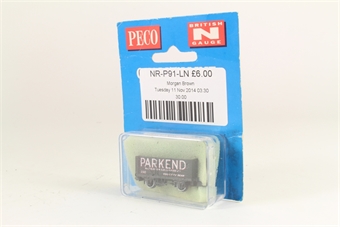 PECO
BRITISH
N
GAUGE
NR-P91-LN £6.00
Morgan Brown
Tuesday 11 Nov 2014 03:30
30.00
PARKEND